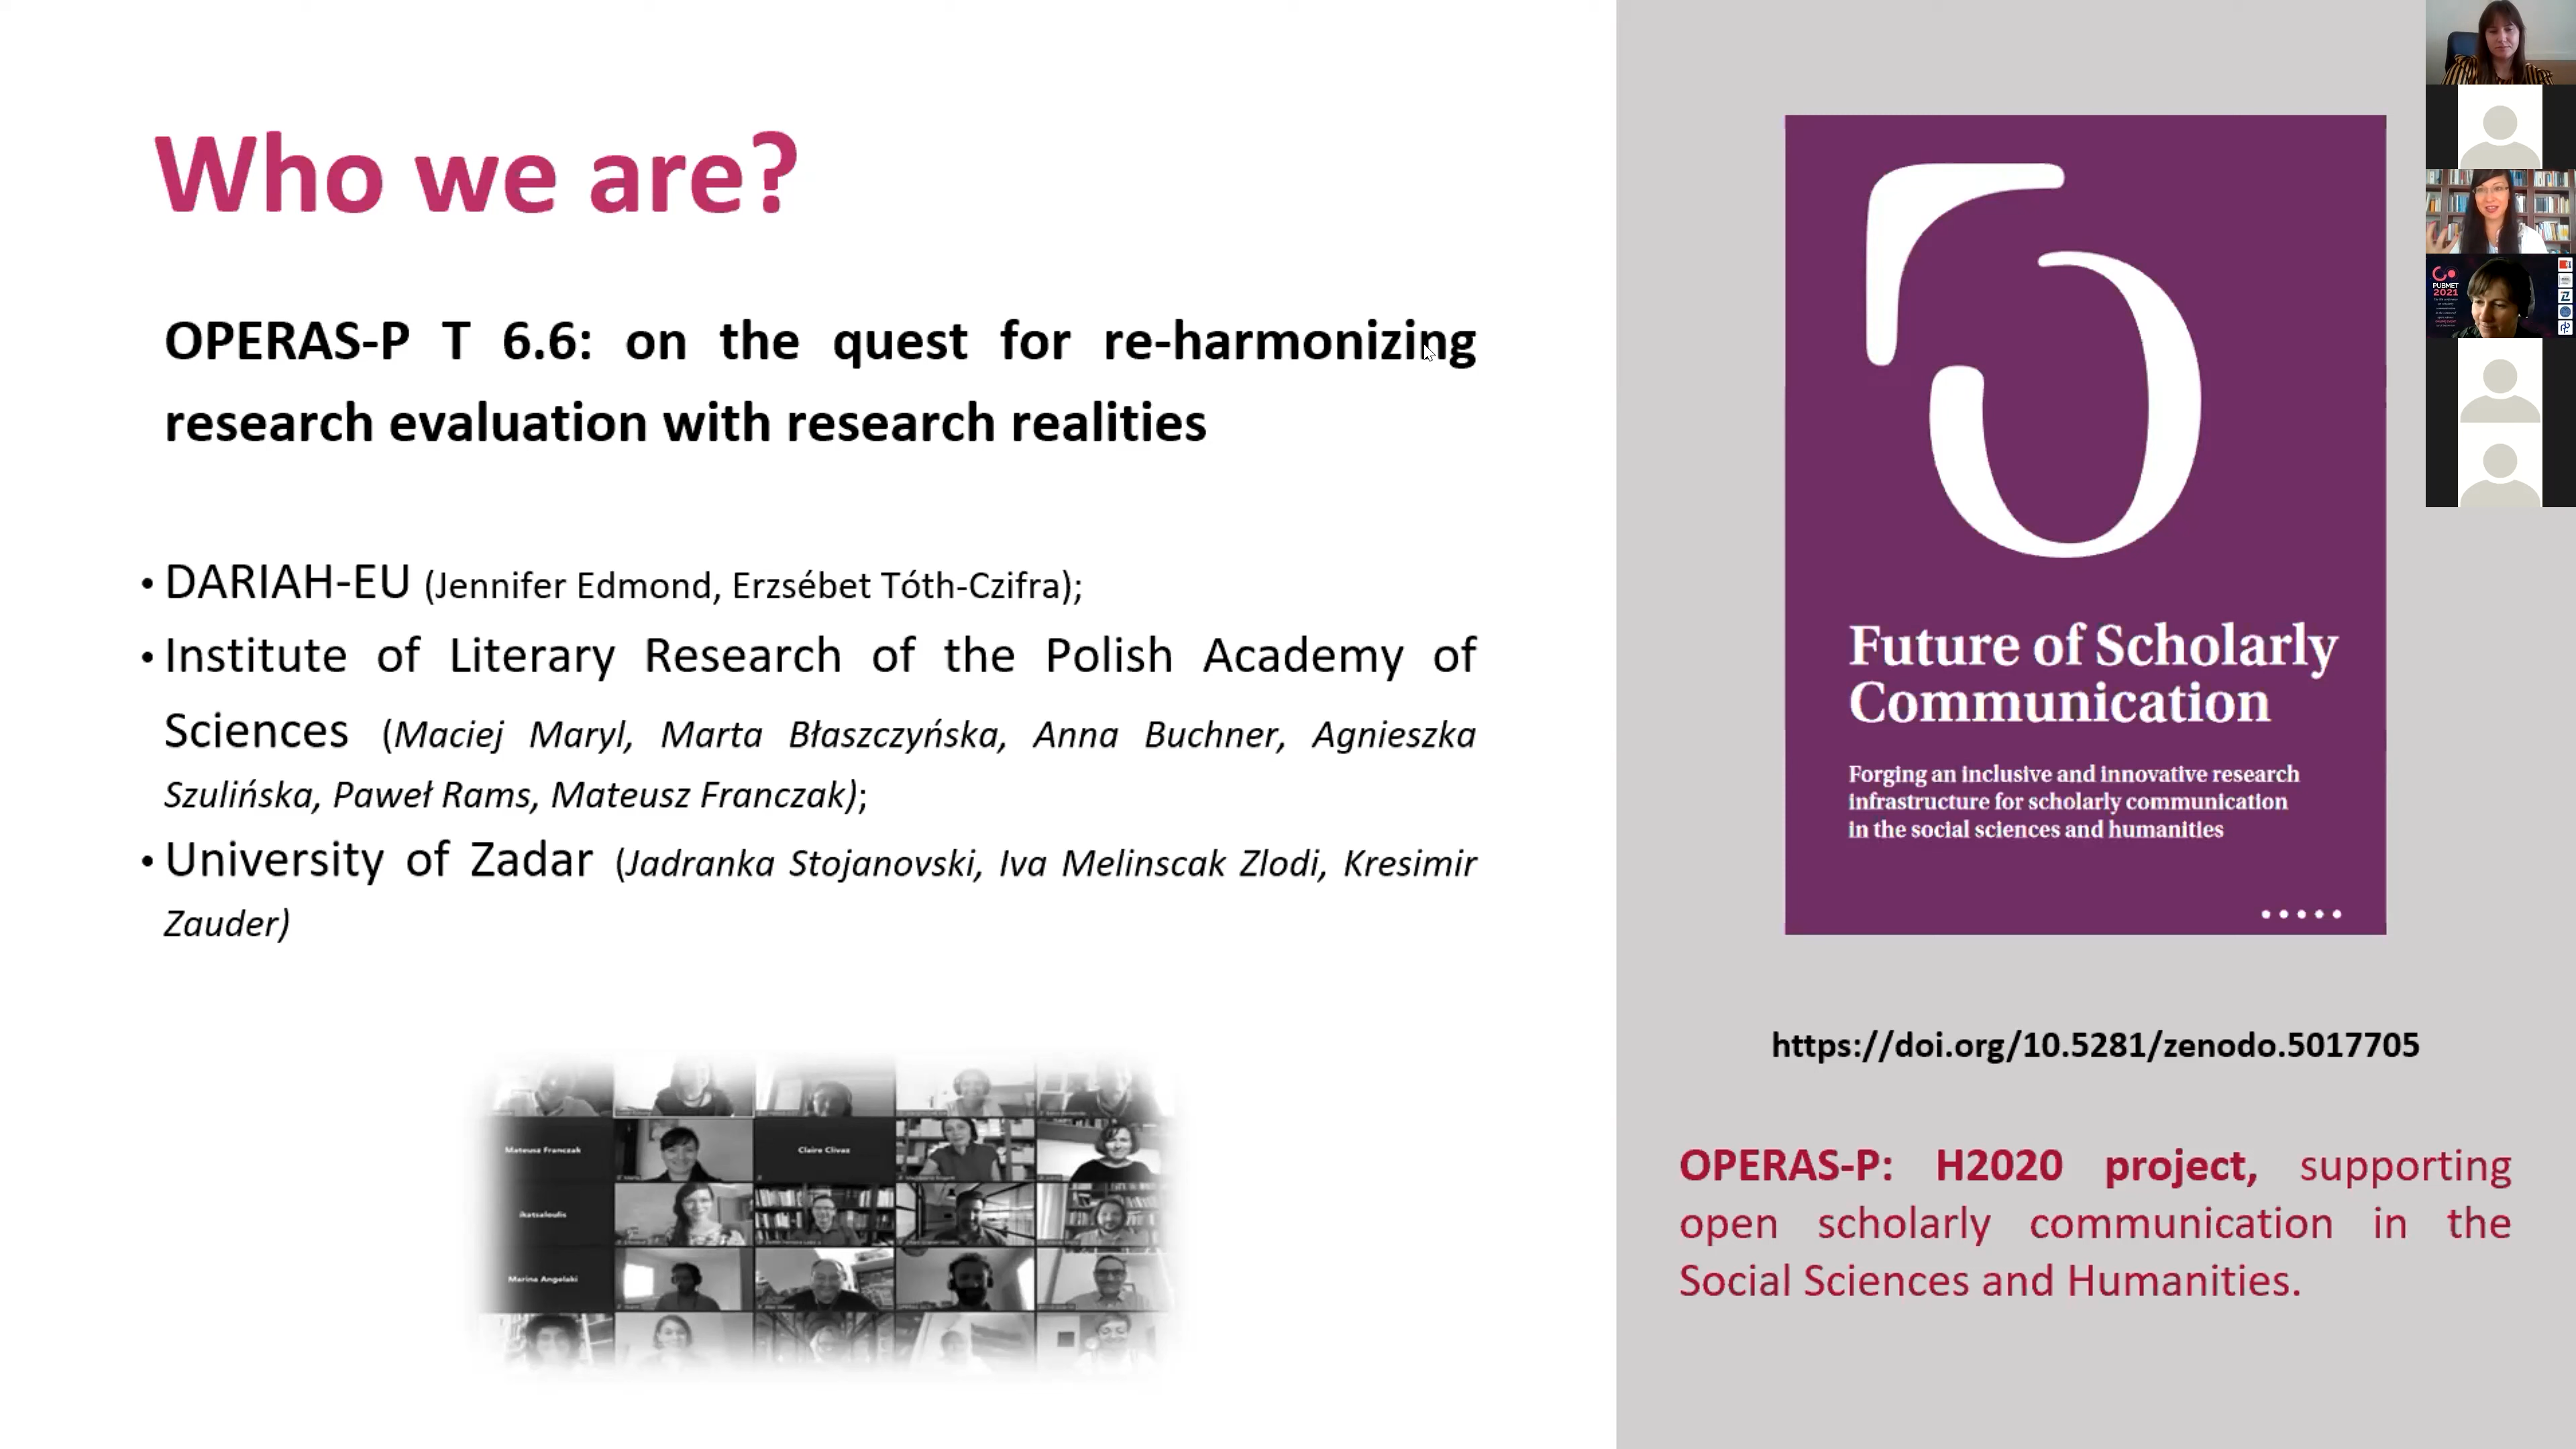 Who we are?
OPERAS-P T 6.6: on the quest for re-harmonizing
research evaluation with research realities
• DARIAH-EU (Jennifer Edmond, Erzsébet Tóth-Czifra);
• Institute of Literary Research of the Polish Academy of
Sciences (Maciej Maryl, Marta Błaszczyńska, Anna Buchner, Agnieszka
Szulińska, Paweł Rams, Mateusz Franczak);
• University of Zadar (Jadranka Stojanovski, Iva Melinscak Zlodi, Kresimir
Zauder)
Mateusz Franczak
Claire Clivaz
ikatsaloulis
Marina Angelaki
Future of Scholarly
Communication
Forging an inclusive and innovative research
infrastructure for scholarly communication
in the social sciences and humanities
https://doi.org/10.5281/zenodo.5017705
OPERAS-P: H2020 project, supporting
open scholarly communication in the
Social Sciences and Humanities.
PUBMET
2021